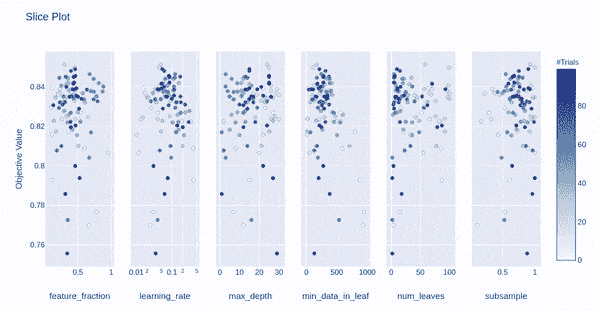 Slice Plot
#Trials
Objective Value
0.84
0.82
0.8
0.78
0.76
80
60
40
20
0
0.5 1
0.01 2 5 0.1 2 5
0 10 20 30
0 500 1000
0 50 100
0.5 1
feature_fraction learning_rate max_depth min_data_in_leaf num_leaves subsample